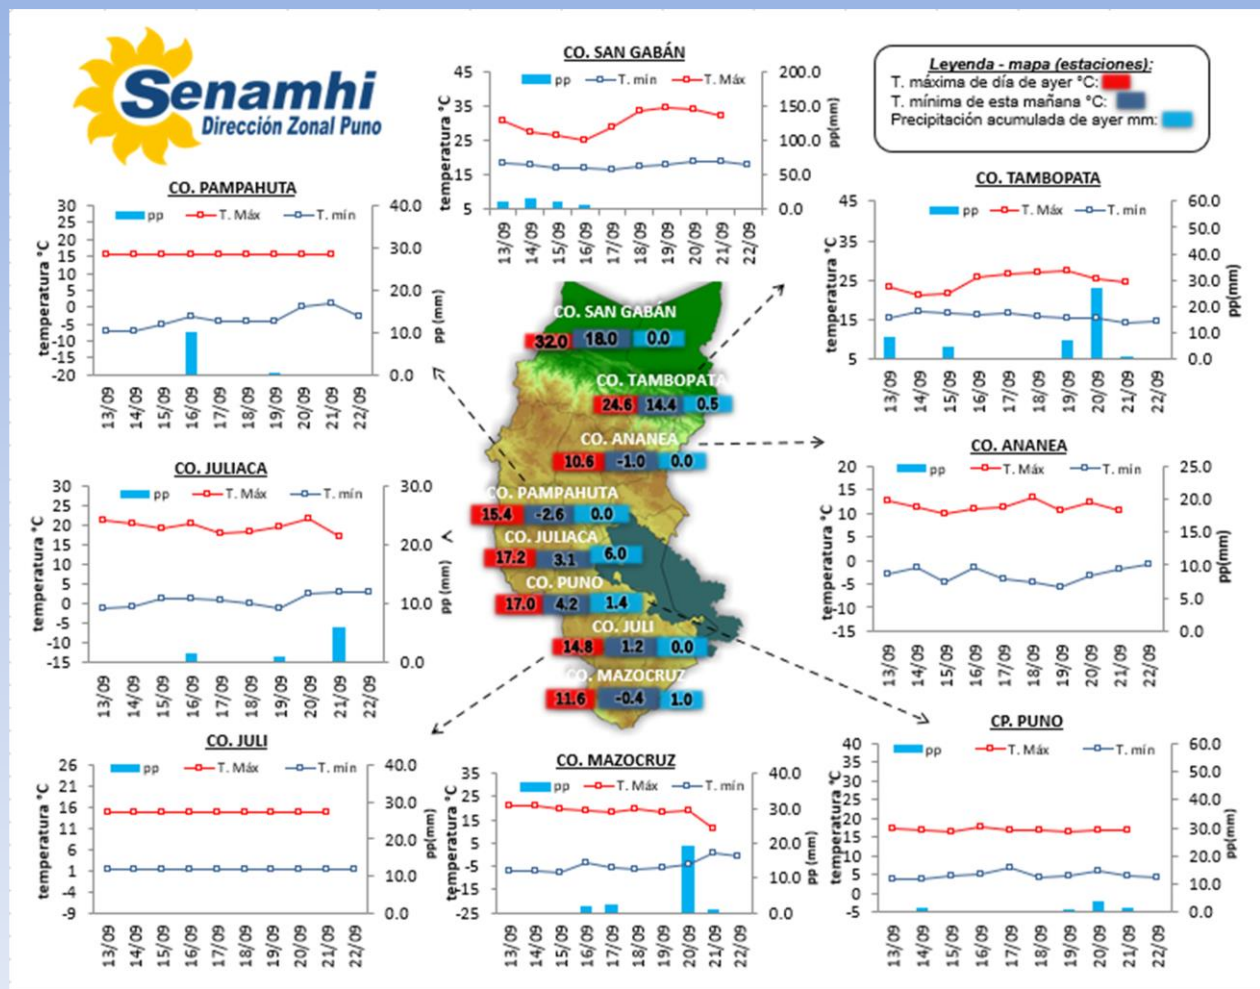 Senamhi
Dirección Zonal Puno
CO. SAN GABÁN
pp T. mín T. Máx
45 35 25 15 5
temperatura °C
200.0 150.0 100.0 50.0 0.0
pp(mm)
13/09 14/09 15/09 16/09 17/09 18/09 19/09 20/09 21/09 22/09
Leyenda - mapa (estaciones):
T. máxima de día de ayer °C:
T. mínima de esta mañana °C:
Precipitación acumulada de ayer mm:
CO. PAMPAHUTA
pp T. Máx T. mín
30 25 20 15 10 5 0 -5 -10 -15 -20
temperatura °C
40.0 30.0 20.0 10.0 0.0
pp (mm)
13/09 14/09 15/09 16/09 17/09 18/09 19/09 20/09 21/09 22/09
CO. TAMBOPATA
pp T. Máx T. mín
45 35 25 15 5
temperatura °C
60.0 50.0 40.0 30.0 20.0 10.0 0.0
pp(mm)
13/09 14/09 15/09 16/09 17/09 18/09 19/09 20/09 21/09 22/09
CO. SAN GABÁN
32.0 18.0 0.0
CO. TAMBOPATA
24.6 14.4 0.5
CO. ANANEA
10.6 -1.0 0.0
CO. PAMPAHUTA
15.4 -2.6 0.0
CO. JULIACA
17.2 3.1 6.0
CO. PUNO
17.0 4.2 1.4
CO. JULI
14.8 1.2 0.0
CO. MAZOCRUZ
11.6 -0.4 1.0
CO. JULIACA
pp T. Máx T. mín
30 25 20 15 10 5 0 -5 -10 -15
temperatura °C
30.0 20.0 10.0 0.0
pp (mm)
13/09 14/09 15/09 16/09 17/09 18/09 19/09 20/09 21/09 22/09
CO. ANANEA
pp T. Máx T. mín
20 15 10 5 0 -5 -10 -15
temperatura °C
25.0 20.0 15.0 10.0 5.0 0.0
pp(mm)
13/09 14/09 15/09 16/09 17/09 18/09 19/09 20/09 21/09 22/09
CO. JULI
pp T. Máx T. mín
26 21 16 11 6 1 -4 -9
temperatura °C
40.0 30.0 20.0 10.0 0.0
pp(mm)
13/09 14/09 15/09 16/09 17/09 18/09 19/09 20/09 21/09 22/09
CO. MAZOCRUZ
pp T. Máx T. mín
35 25 15 5 -5 -15 -25
temperatura °C
40.0 30.0 20.0 10.0 0.0
pp (mm)
13/09 14/09 15/09 16/09 17/09 18/09 19/09 20/09 21/09 22/09
CP. PUNO
pp T. Máx T. mín
40 35 30 25 20 15 10 5 0 -5
temperatura °C
60.0 50.0 40.0 30.0 20.0 10.0 0.0
pp(mm)
13/09 14/09 15/09 16/09 17/09 18/09 19/09 20/09 21/09 22/09